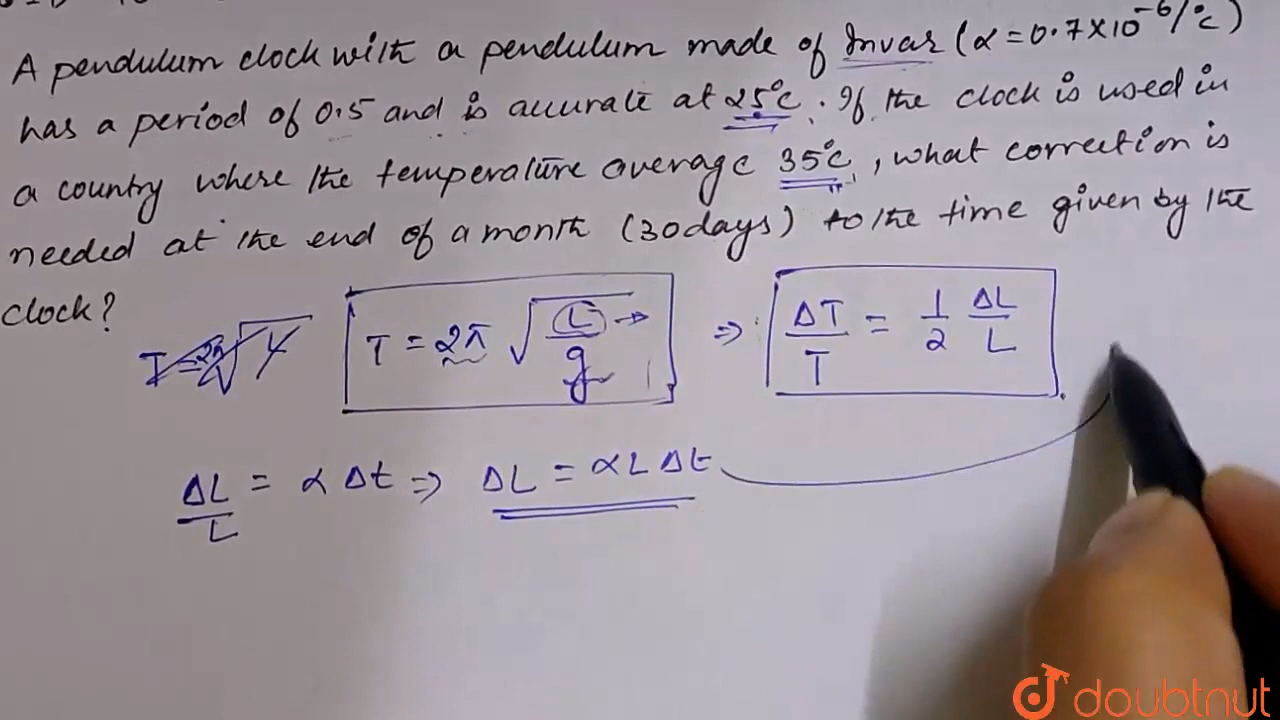 A pendulum clock with a pendulum made of Invar (α = 0.7 × 10⁻⁶/°C)
has a period of 0.5 and is accurate at 25°C. If the clock is used in
a country where the temperature average 35°C, what correction is
needed at the end of a month (30 days) to the time given by the
clock?
T = 2π √(L/g) ⇒ ΔT/T = 1/2 ΔL/L
ΔL/L = α Δt ⇒ ΔL = αLΔt
doubtnut